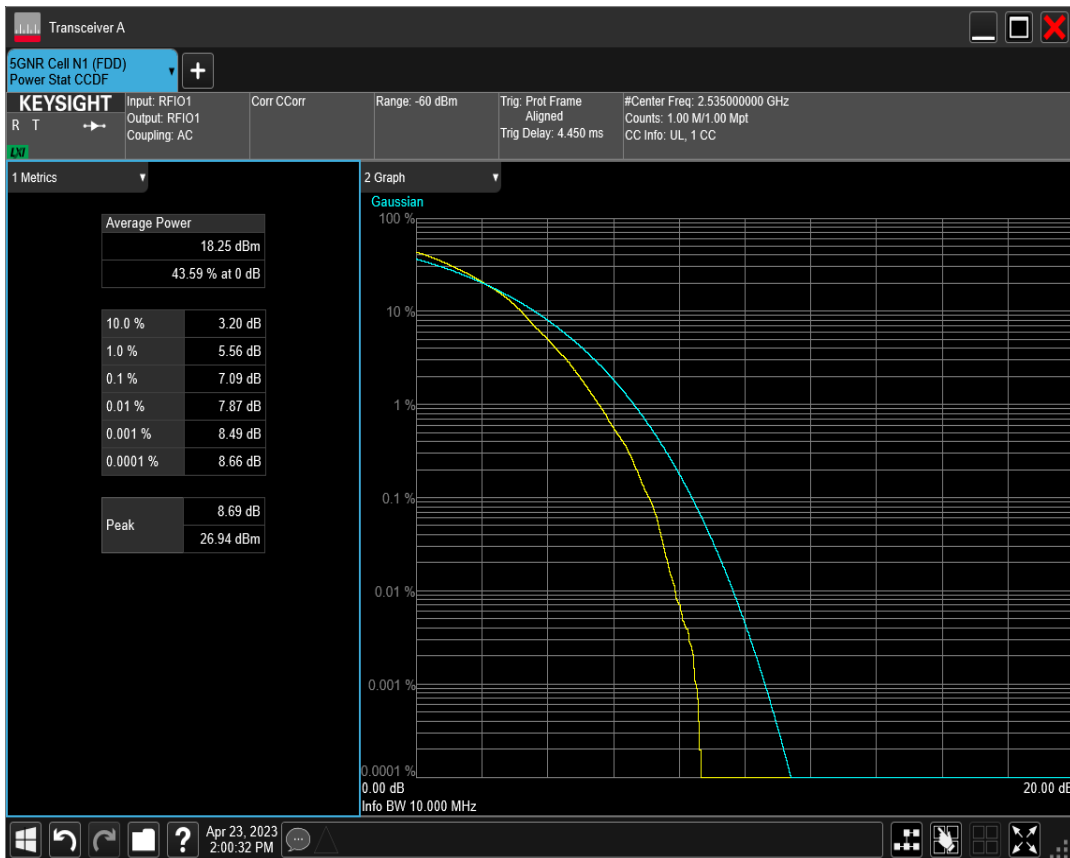 Transceiver A
5GNR Cell N1 (FDD)
Power Stat CCDF
KEYSIGHT
R T
LXI
Input: RFIO1
Output: RFIO1
Coupling: AC
Corr CCorr
Range: -60 dBm
Trig: Prot Frame
Aligned
Trig Delay: 4.450 ms
#Center Freq: 2.535000000 GHz
Counts: 1.00 M/1.00 Mpt
CC Info: UL, 1 CC
1 Metrics
Average Power
18.25 dBm
43.59 % at 0 dB
10.0 % 3.20 dB
1.0 % 5.56 dB
0.1 % 7.09 dB
0.01 % 7.87 dB
0.001 % 8.49 dB
0.0001 % 8.66 dB
Peak
8.69 dB
26.94 dBm
2 Graph
Gaussian
100 %
10 %
1 %
0.1 %
0.01 %
0.001 %
0.0001 %
0.00 dB 20.00 dB
Info BW 10.000 MHz
Apr 23, 2023
2:00:32 PM